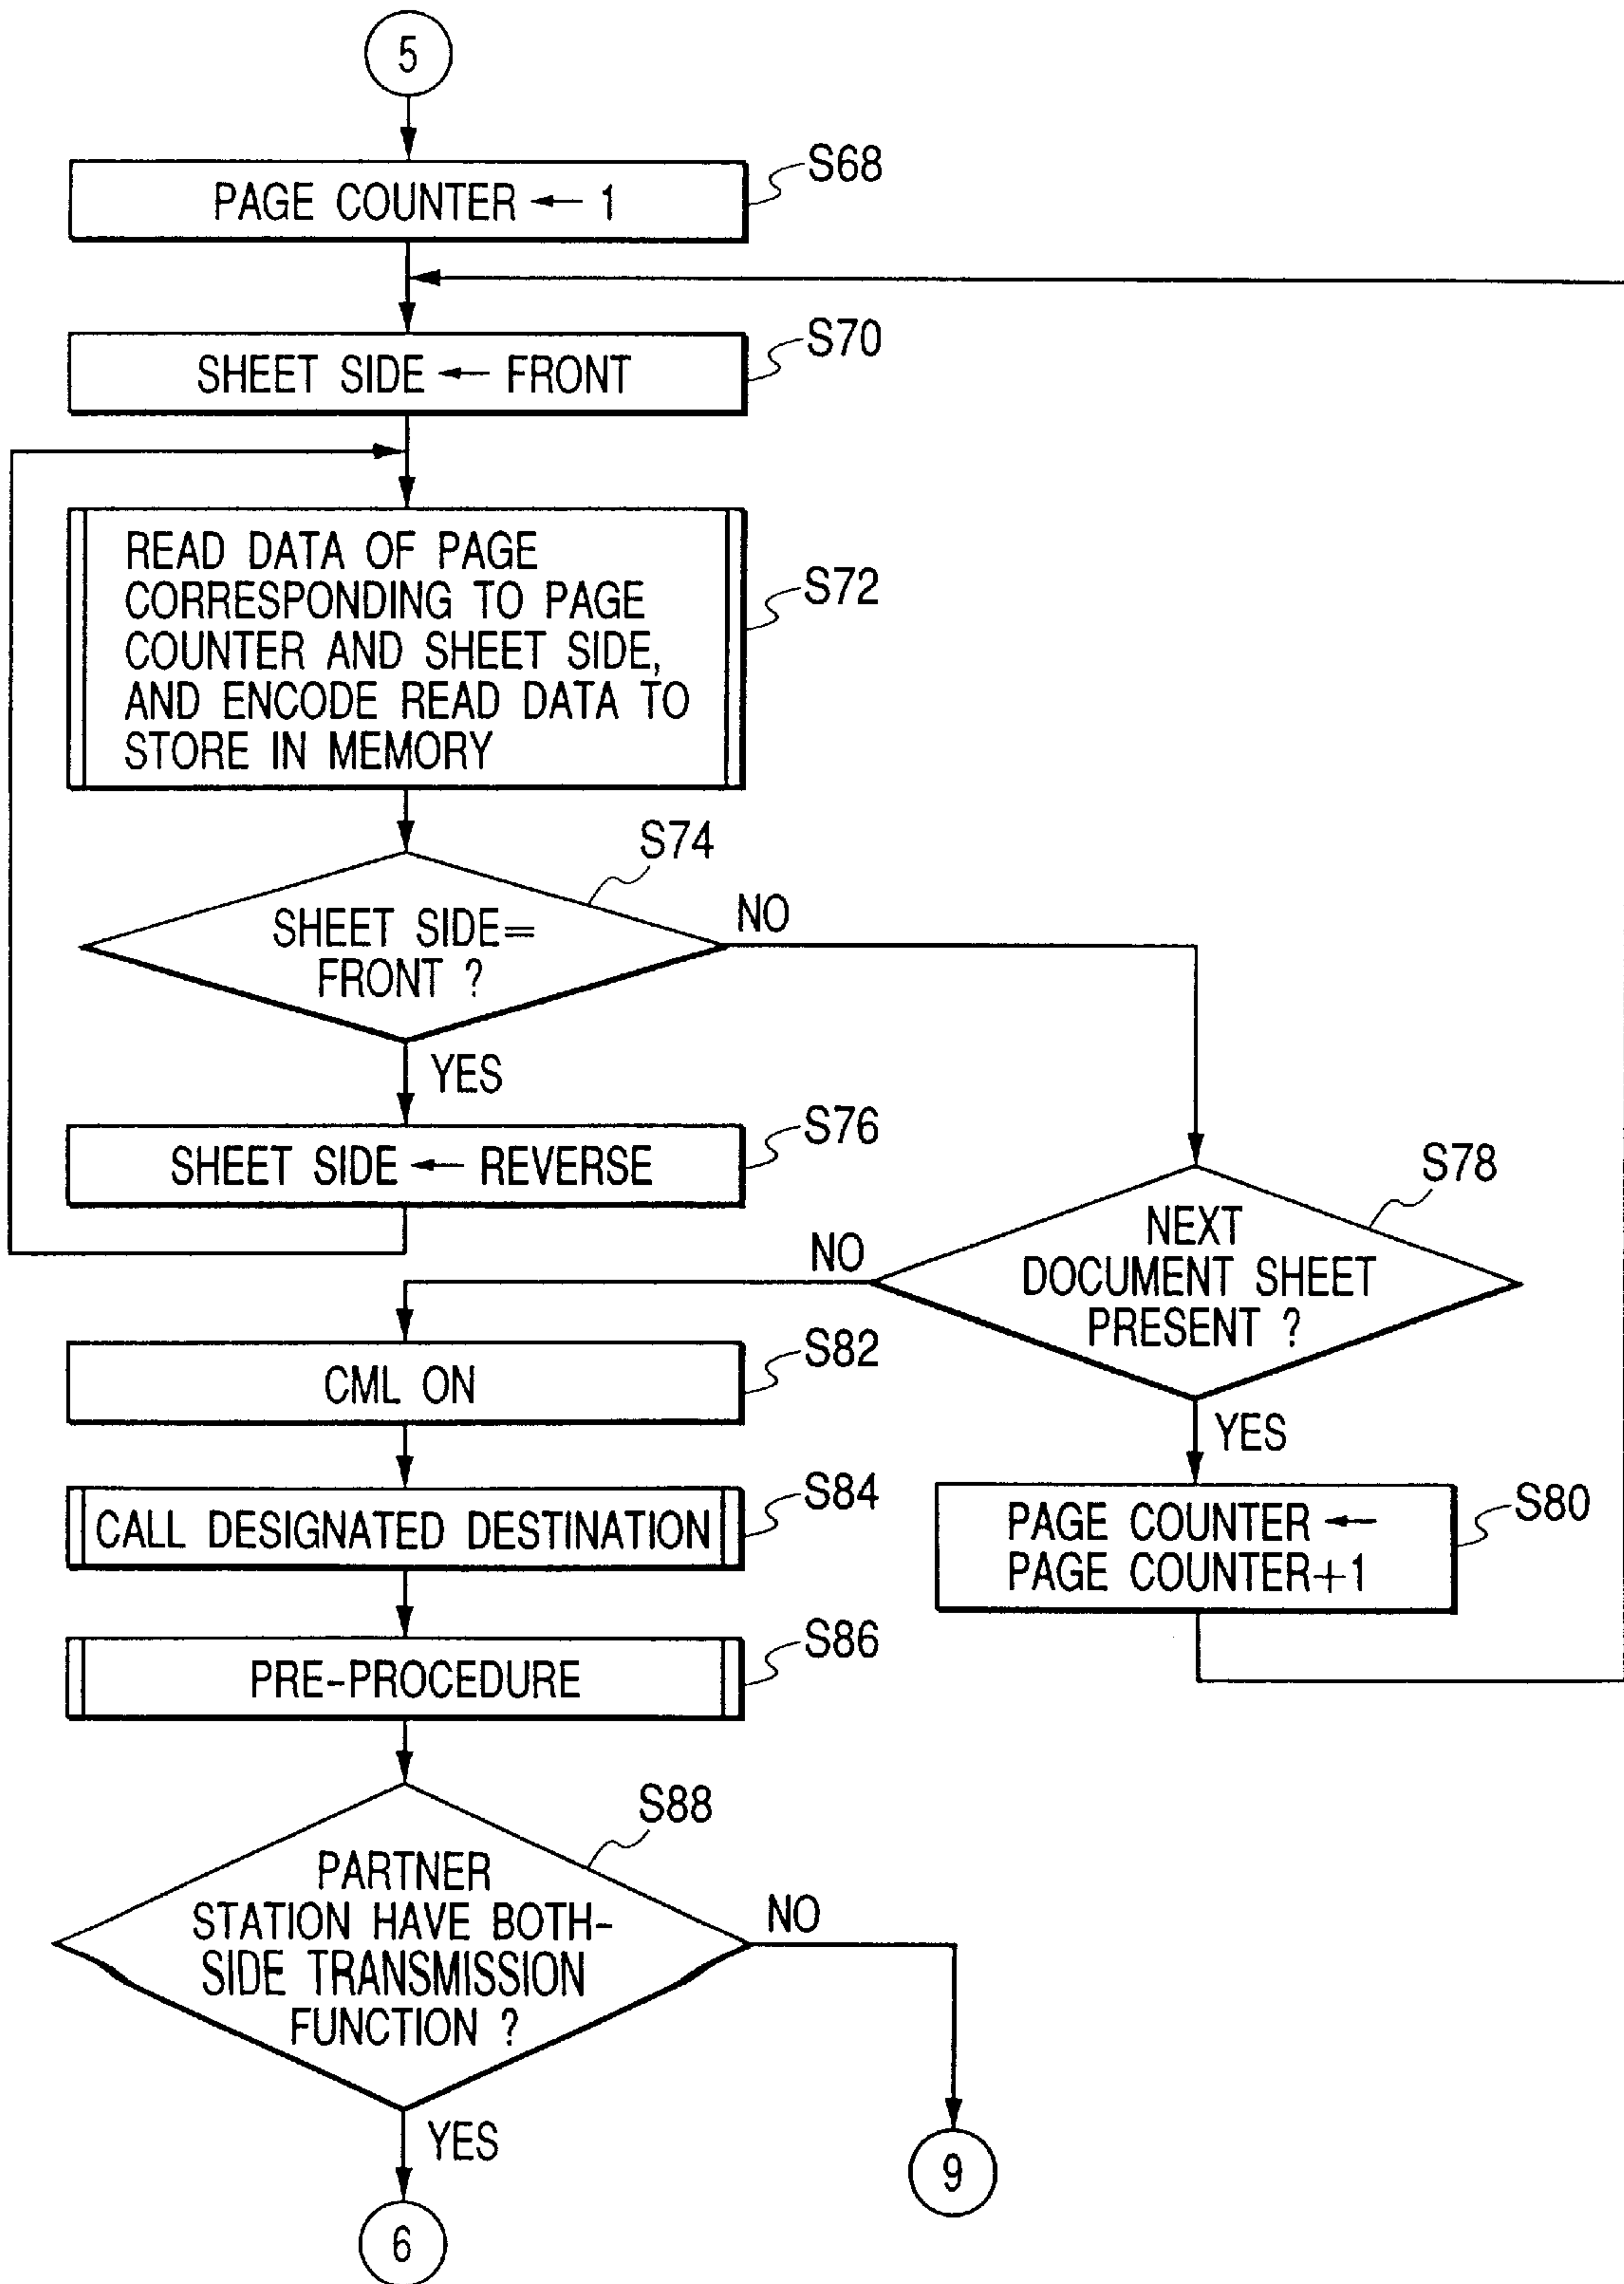 5
PAGE COUNTER ← 1
S68
SHEET SIDE ← FRONT
S70
READ DATA OF PAGE
CORRESPONDING TO PAGE
COUNTER AND SHEET SIDE,
AND ENCODE READ DATA TO
STORE IN MEMORY
S72
S74
SHEET SIDE=
FRONT ?
NO
YES
SHEET SIDE ← REVERSE
S76
S78
NEXT
DOCUMENT SHEET
PRESENT ?
NO
YES
PAGE COUNTER ←
PAGE COUNTER+1
S80
CML ON
S82
CALL DESIGNATED DESTINATION
S84
PRE-PROCEDURE
S86
S88
PARTNER
STATION HAVE BOTH-
SIDE TRANSMISSION
FUNCTION ?
NO
YES
9
6